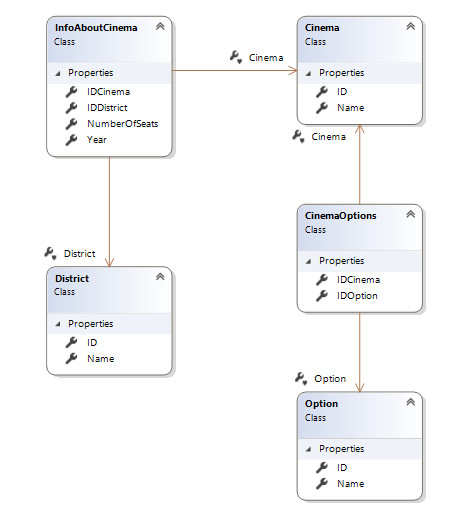 InfoAboutCinema
Class
Properties
IDCinema
IDDistrict
NumberOfSeats
Year
Cinema
Cinema
Class
Properties
ID
Name
Cinema
District
District
Class
Properties
ID
Name
CinemaOptions
Class
Properties
IDCinema
IDOption
Option
Option
Class
Properties
ID
Name